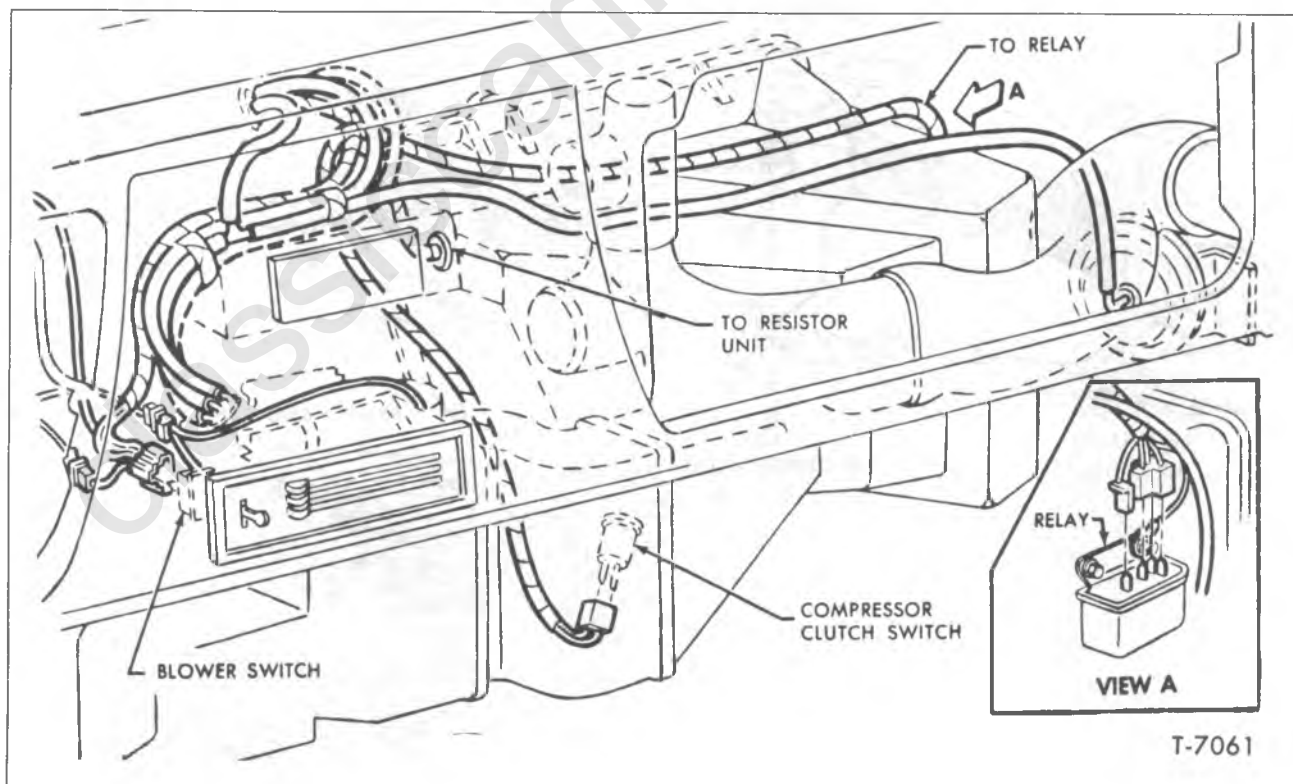 TO RELAY
A
TO RESISTOR
UNIT
RELAY
COMPRESSOR
CLUTCH SWITCH
BLOWER SWITCH
VIEW A
T-7061